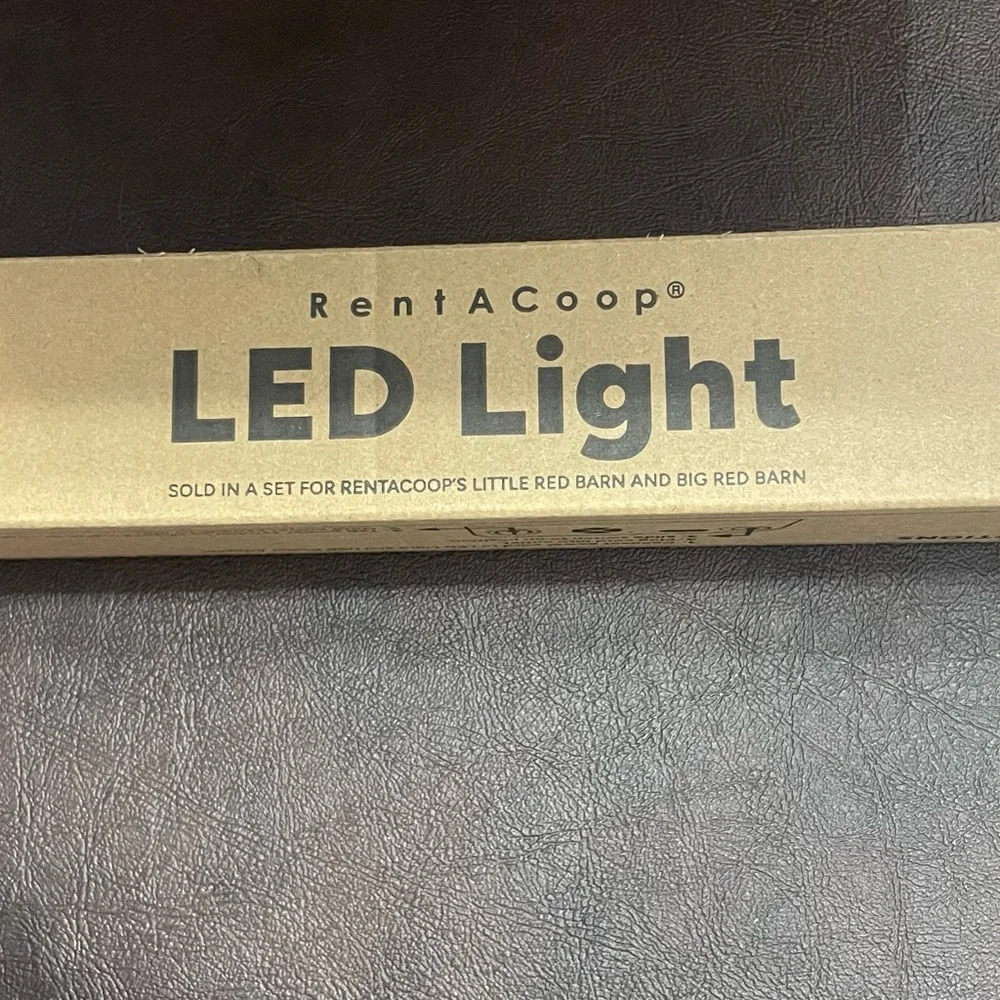 RentACoop®
LED Light
SOLD IN A SET FOR RENTACOOP'S LITTLE RED BARN AND BIG RED BARN